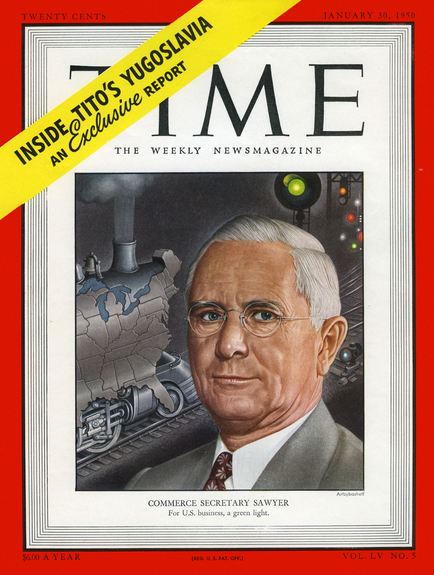 TWENTY CENTS
JANUARY 30, 1950
INSIDE TITO'S YUGOSLAVIA
AN Exclusive REPORT
TIME
THE WEEKLY NEWSMAGAZINE
Artzybasheff
COMMERCE SECRETARY SAWYER
For U.S. business, a green light.
$6.00 A YEAR
(REG. U.S. PAT. OFF.)
VOL. LV NO. 5